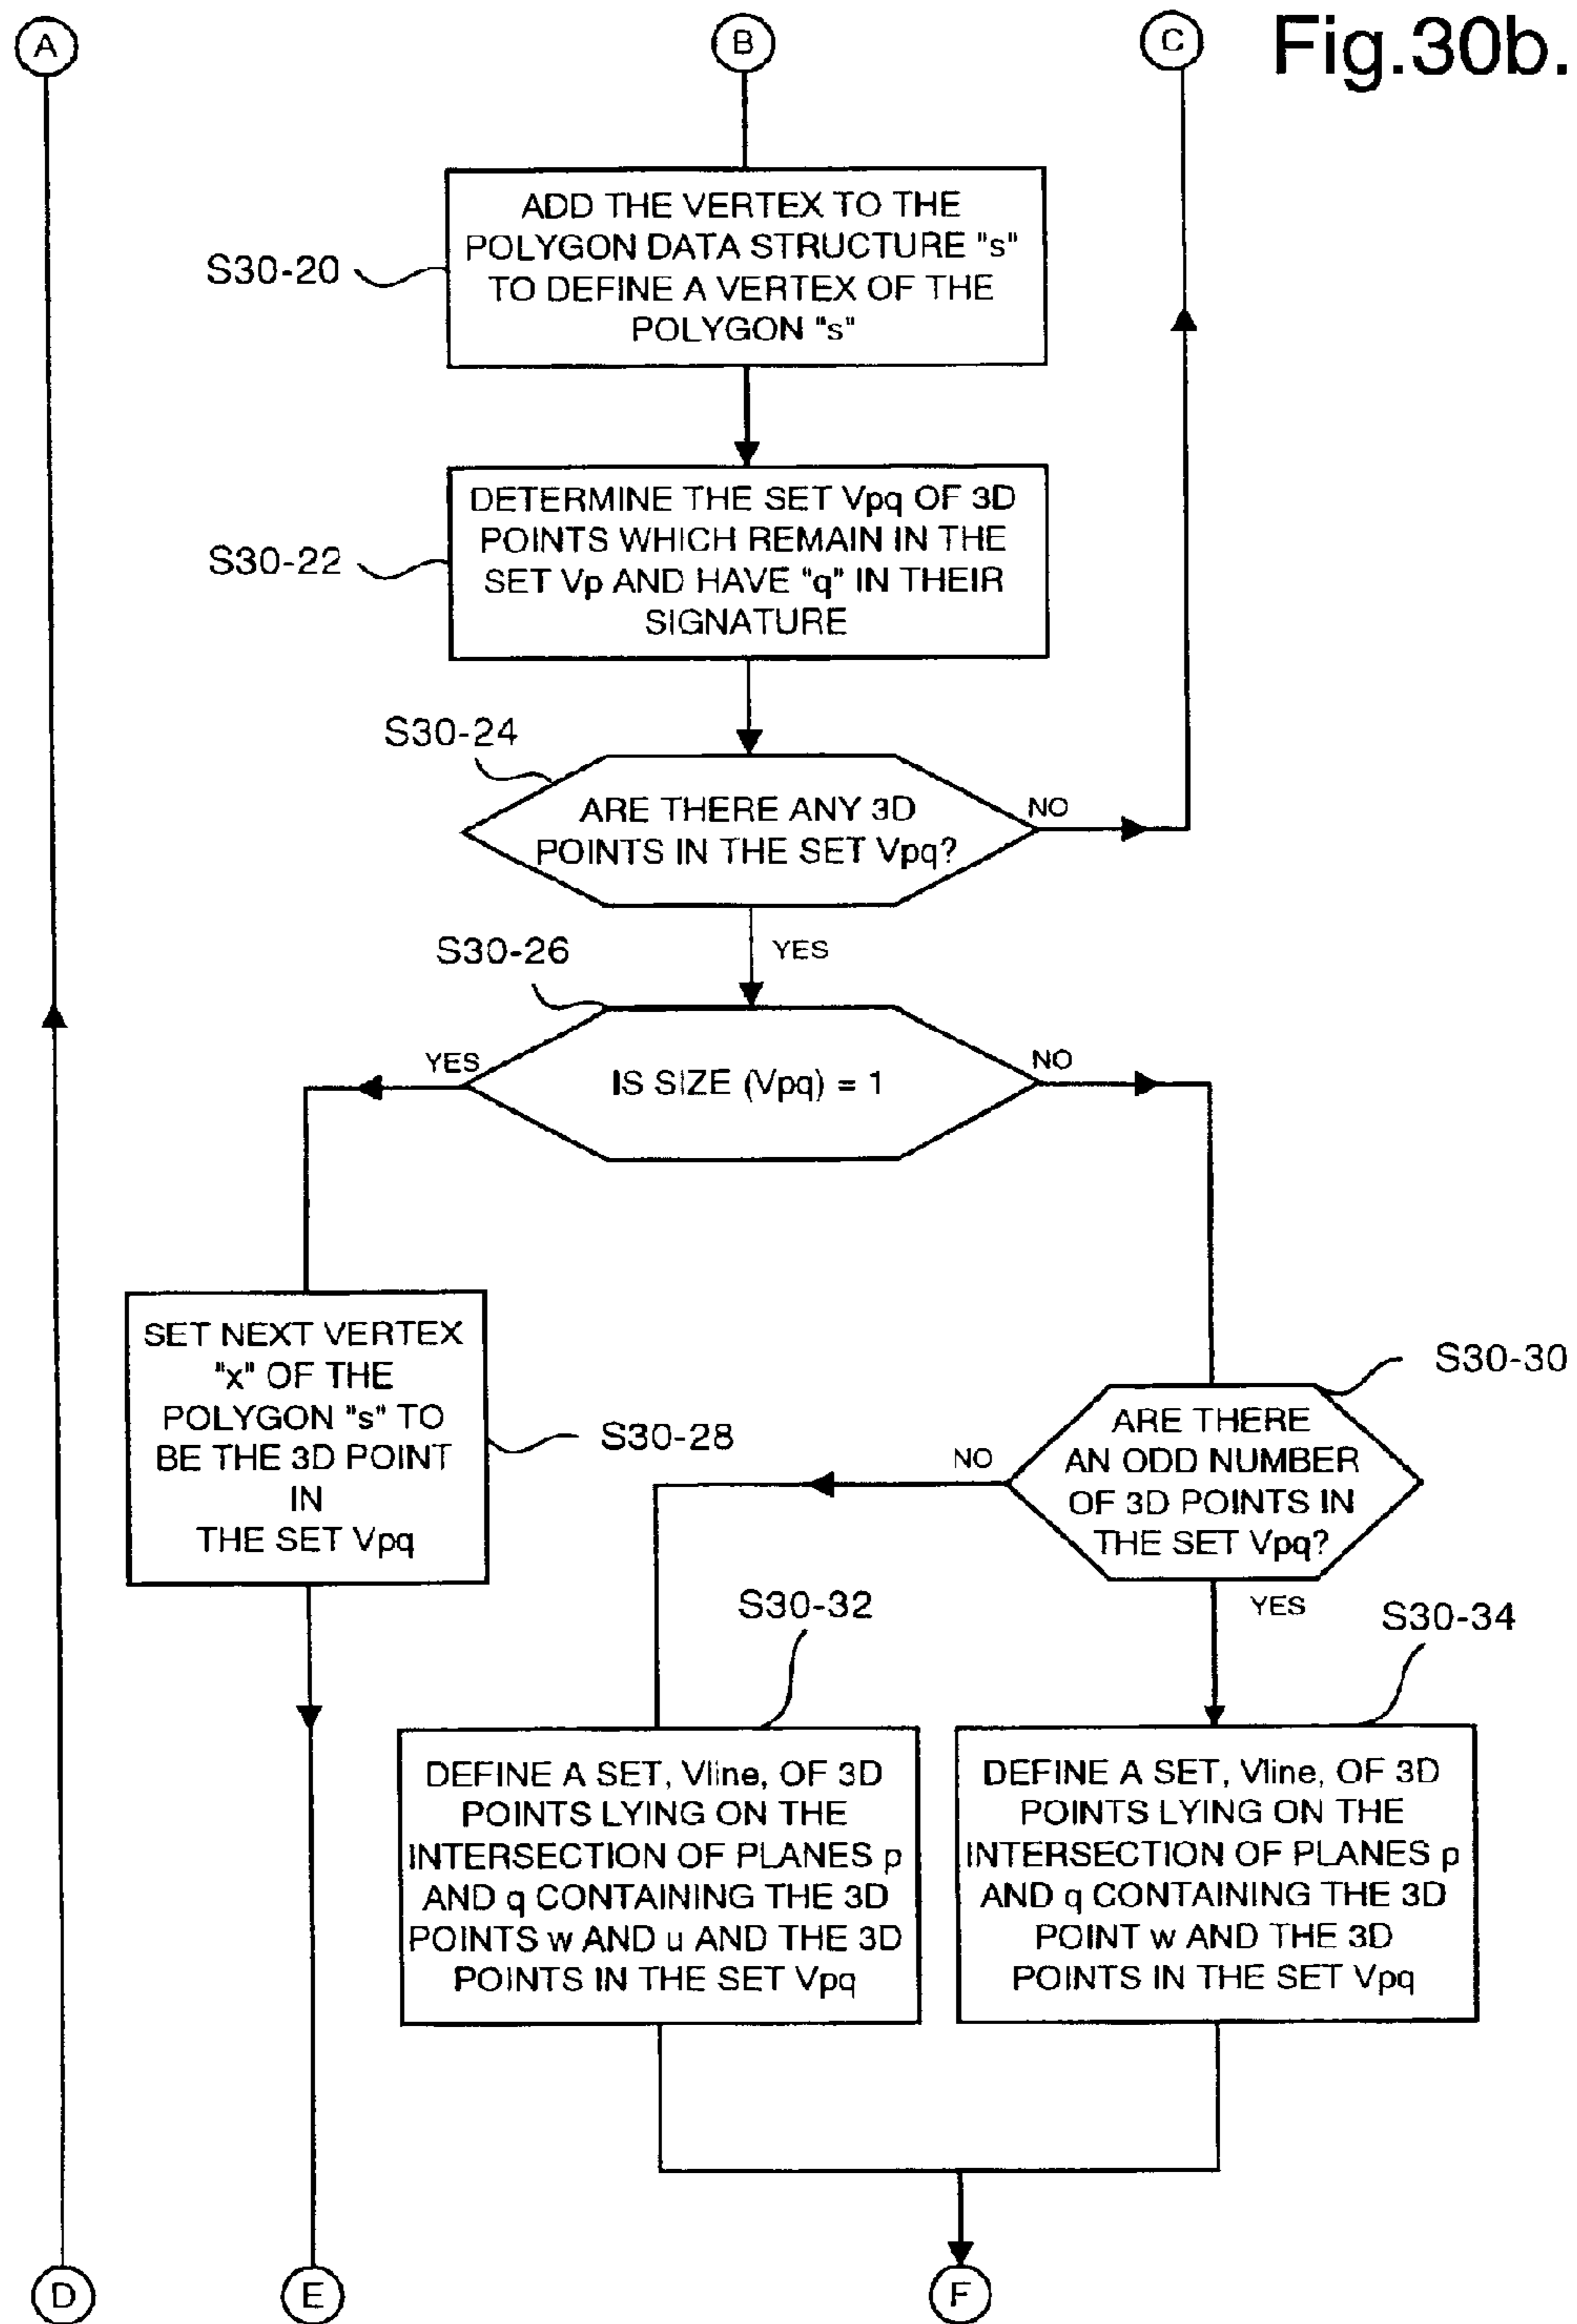 A
B
C
Fig.30b.
S30-20
ADD THE VERTEX TO THE
POLYGON DATA STRUCTURE "s"
TO DEFINE A VERTEX OF THE
POLYGON "s"
S30-22
DETERMINE THE SET Vpq OF 3D
POINTS WHICH REMAIN IN THE
SET Vp AND HAVE "q" IN THEIR
SIGNATURE
S30-24
ARE THERE ANY 3D
POINTS IN THE SET Vpq?
NO
YES
S30-26
IS SIZE (Vpq) = 1
YES
NO
SET NEXT VERTEX
"x" OF THE
POLYGON "s" TO
BE THE 3D POINT
IN
THE SET Vpq
S30-28
S30-30
ARE THERE
AN ODD NUMBER
OF 3D POINTS IN
THE SET Vpq?
NO
YES
S30-32
DEFINE A SET, Vline, OF 3D
POINTS LYING ON THE
INTERSECTION OF PLANES p
AND q CONTAINING THE 3D
POINTS w AND u AND THE 3D
POINTS IN THE SET Vpq
S30-34
DEFINE A SET, Vline, OF 3D
POINTS LYING ON THE
INTERSECTION OF PLANES p
AND q CONTAINING THE 3D
POINT w AND THE 3D
POINTS IN THE SET Vpq
D
E
F